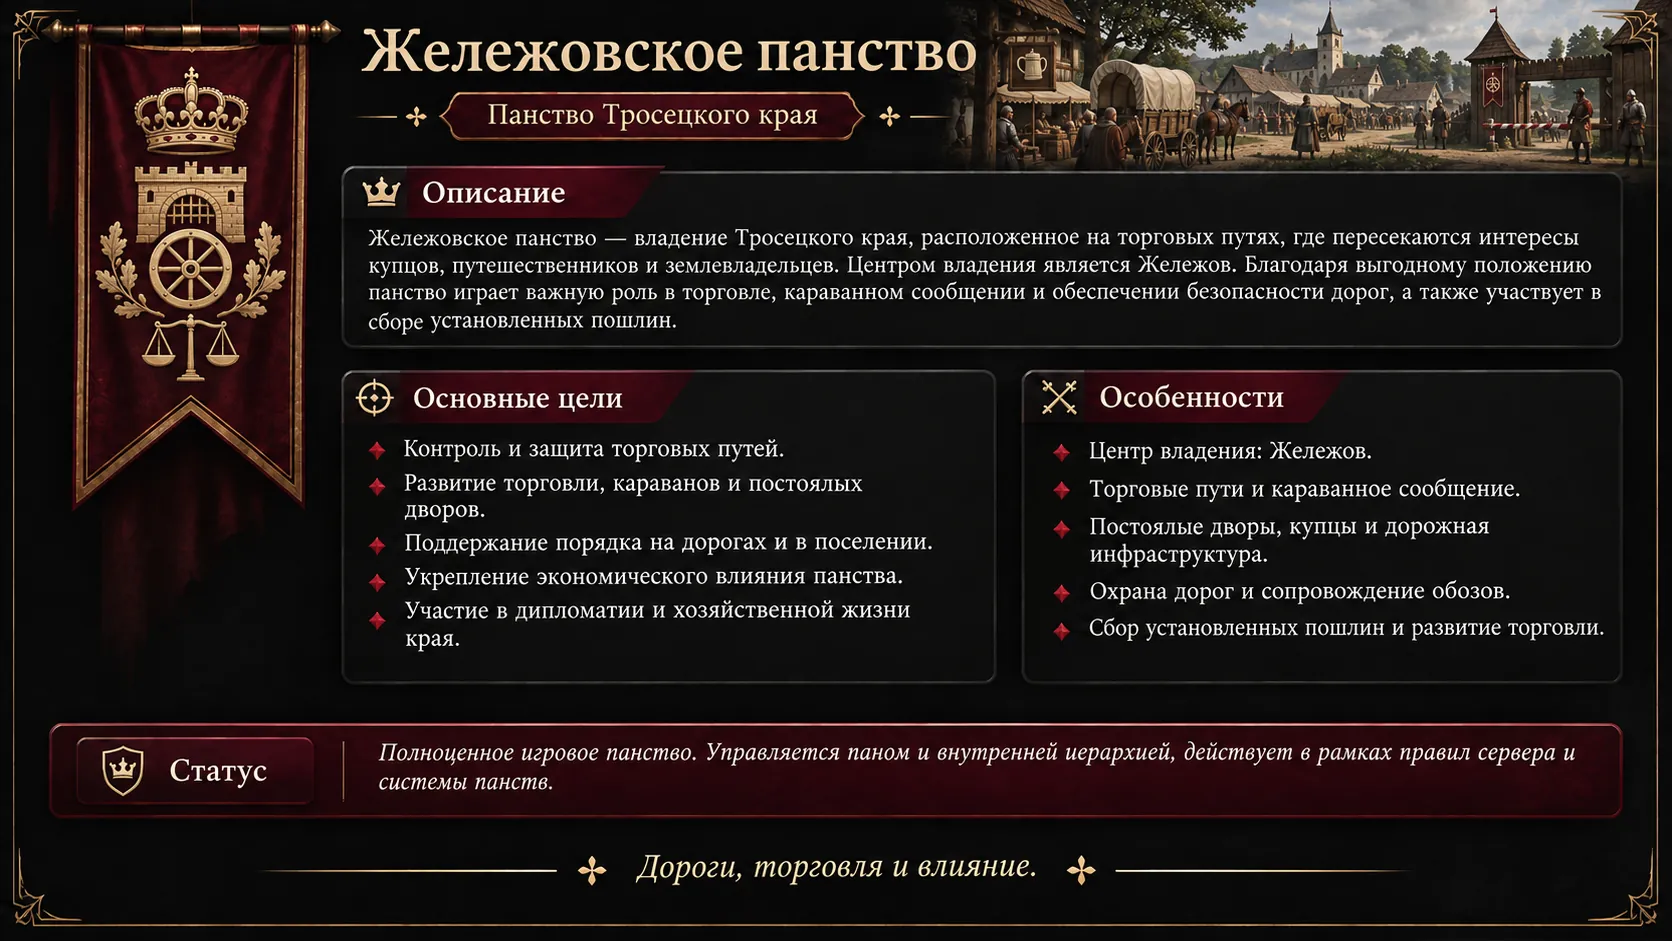 Жележовское панство
Панство Тросецкого края
Описание
Жележовское панство — владение Тросецкого края, расположенное на торговых путях, где пересекаются интересы
купцов, путешественников и землевладельцев. Центром владения является Жележов. Благодаря выгодному положению
панство играет важную роль в торговле, караванном сообщении и обеспечении безопасности дорог, а также участвует в
сборе установленных пошлин.
Основные цели
Контроль и защита торговых путей.
Развитие торговли, караванов и постоялых
дворов.
Поддержание порядка на дорогах и в поселении.
Укрепление экономического влияния панства.
Участие в дипломатии и хозяйственной жизни
края.
Особенности
Центр владения: Жележов.
Торговые пути и караванное сообщение.
Постоялые дворы, купцы и дорожная
инфраструктура.
Охрана дорог и сопровождение обозов.
Сбор установленных пошлин и развитие торговли.
Статус
Полноценное игровое панство. Управляется паном и внутренней иерархией, действует в рамках правил сервера и
системы панств.
Дороги, торговля и влияние.